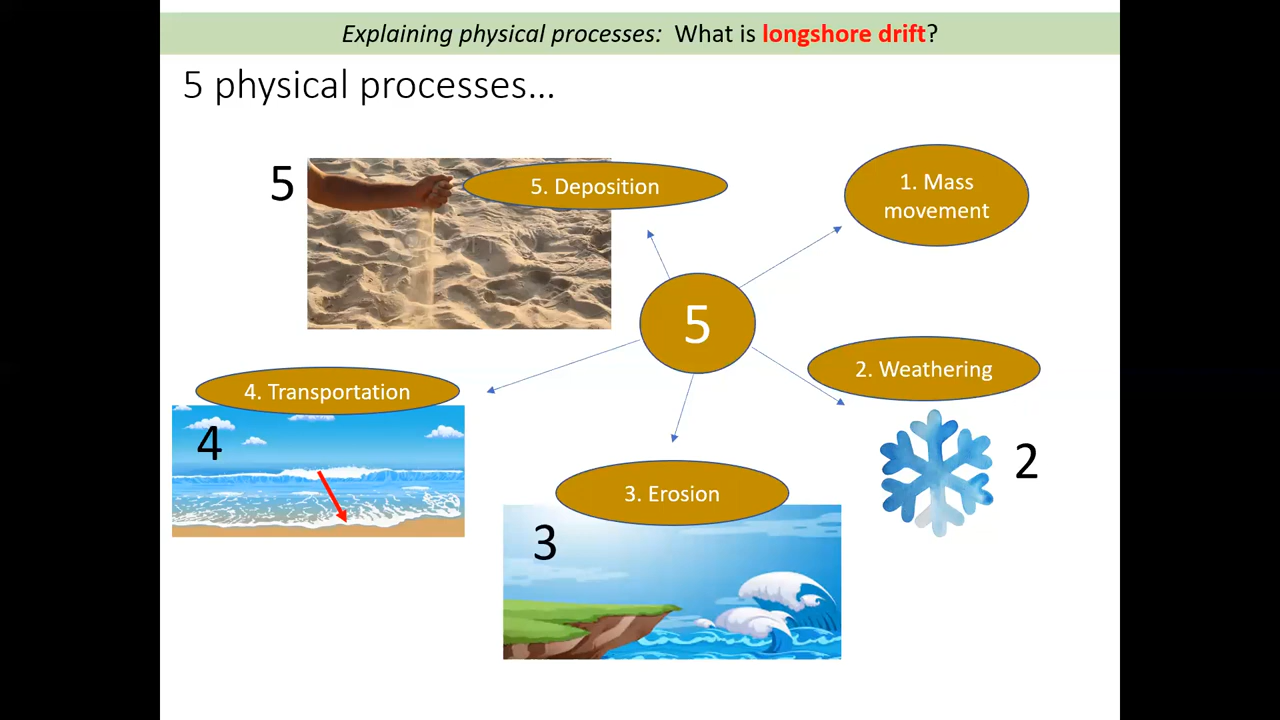 Explaining physical processes:  What is longshore drift?
5 physical processes...
5
5. Deposition
1. Mass
movement
5
4. Transportation
4
2. Weathering
2
3. Erosion
3